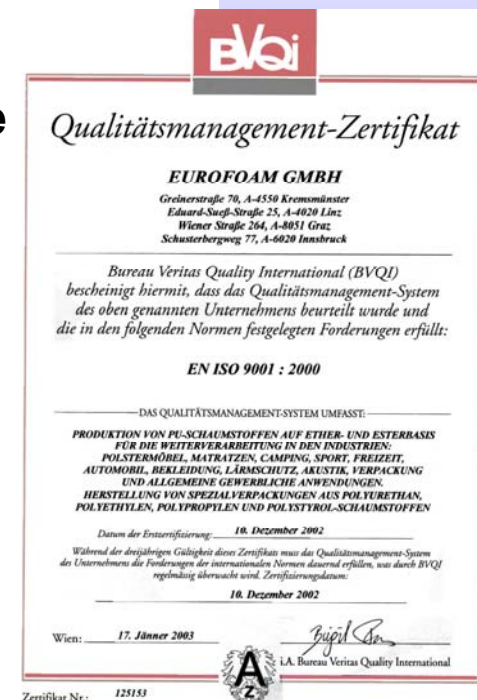 e
BVQi
Qualitätsmanagement-Zertifikat
EUROFOAM GMBH
Greinerstraße 70, A-4550 Kremsmünster
Eduard-Sueß-Straße 25, A-4020 Linz
Wiener Straße 264, A-8051 Graz
Schusterbergweg 77, A-6020 Innsbruck
Bureau Veritas Quality International (BVQI)
bescheinigt hiermit, dass das Qualitätsmanagement-System
des oben genannten Unternehmens beurteilt wurde und
die in den folgenden Normen festgelegten Forderungen erfüllt:
EN ISO 9001 : 2000
DAS QUALITÄTSMANAGEMENT-SYSTEM UMFASST:
PRODUKTION VON PU-SCHAUMSTOFFEN AUF ETHER- UND ESTERBASIS
FÜR DIE WEITERVERARBEITUNG IN DEN INDUSTRIEN:
POLSTERMÖBEL, MATRATZEN, CAMPING, SPORT, FREIZEIT,
AUTOMOBIL, BEKLEIDUNG, LÄRMSCHUTZ, AKUSTIK, VERPACKUNG
UND ALLGEMEINE GEWERBLICHE ANWENDUNGEN.
HERSTELLUNG VON SPEZIALVERPACKUNGEN AUS POLYURETHAN,
POLYETHYLEN, POLYPROPYLEN UND POLYSTYROL-SCHAUMSTOFFEN
Datum der Erstzertifizierung: 10. Dezember 2002
Während der dreijährigen Gültigkeit dieses Zertifikats muss das Qualitätsmanagement-System
des Unternehmens die Forderungen der internationalen Normen dauernd erfüllen, was durch BVQI
regelmäßig überwacht wird. Zertifizierungsdatum:
10. Dezember 2002
Wien: 17. Jänner 2003
i.A. Bureau Veritas Quality International
A
Z
Zertifikat Nr.: 125153